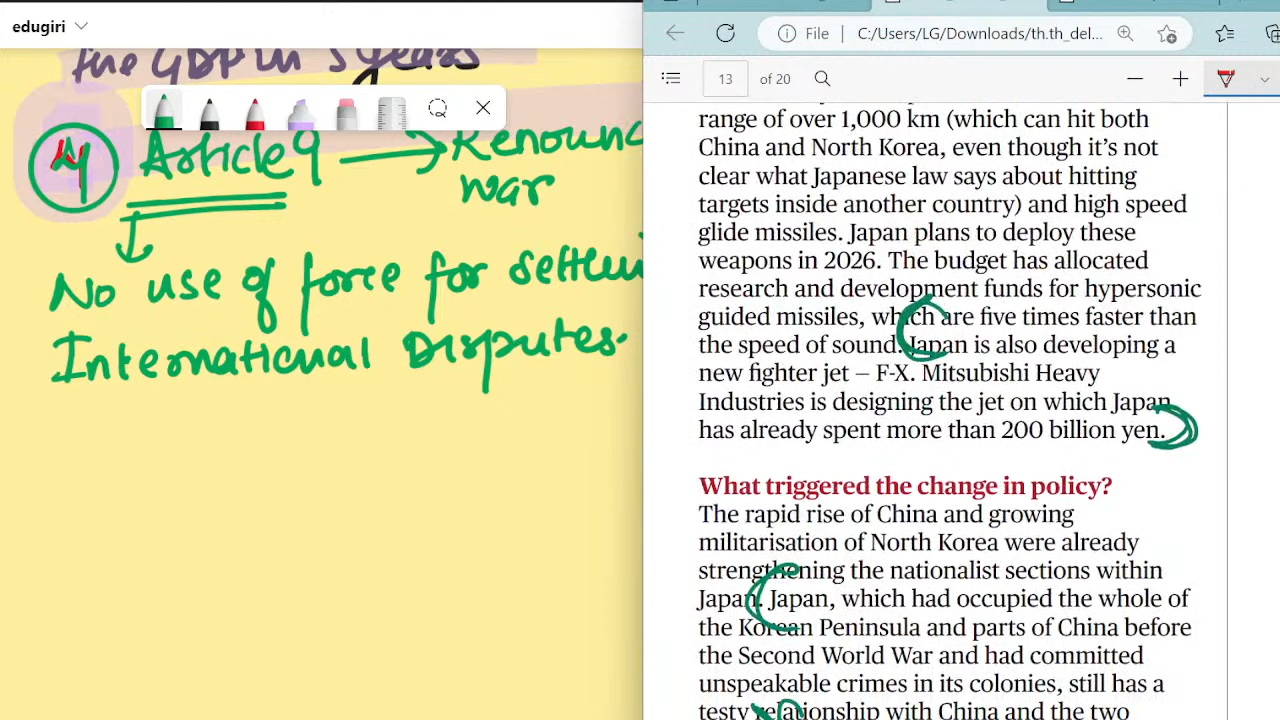 edugiri
the GDP in 5 years
4 Article 9 → Renounc
war
No use of force for settlin
International Disputes.
File | C:/Users/LG/Downloads/th.th_del...
13 of 20
range of over 1,000 km (which can hit both
China and North Korea, even though it's not
clear what Japanese law says about hitting
targets inside another country) and high speed
glide missiles. Japan plans to deploy these
weapons in 2026. The budget has allocated
research and development funds for hypersonic
guided missiles, which are five times faster than
the speed of sound. Japan is also developing a
new fighter jet — F-X. Mitsubishi Heavy
Industries is designing the jet on which Japan
has already spent more than 200 billion yen.
What triggered the change in policy?
The rapid rise of China and growing
militarisation of North Korea were already
strengthening the nationalist sections within
Japan. Japan, which had occupied the whole of
the Korean Peninsula and parts of China before
the Second World War and had committed
unspeakable crimes in its colonies, still has a
testy relationship with China and the two